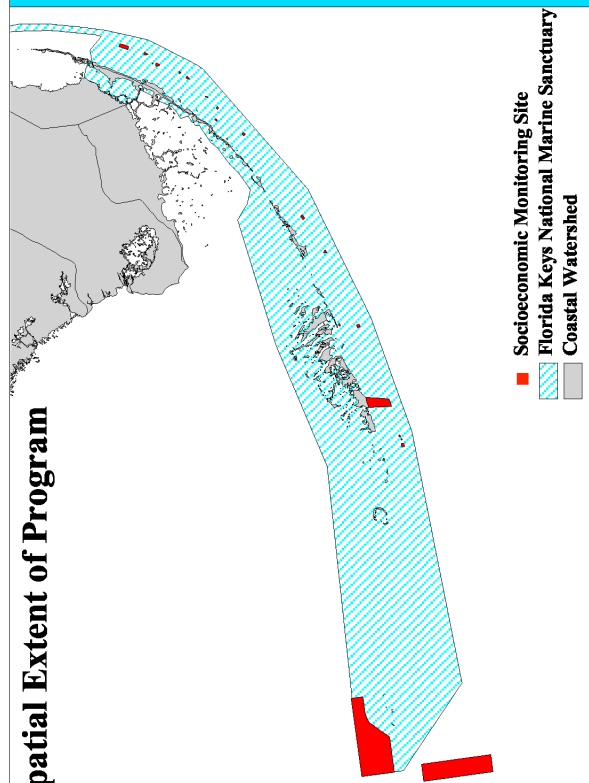 patial Extent of Program
Socioeconomic Monitoring Site
Florida Keys National Marine Sanctuary
Coastal Watershed